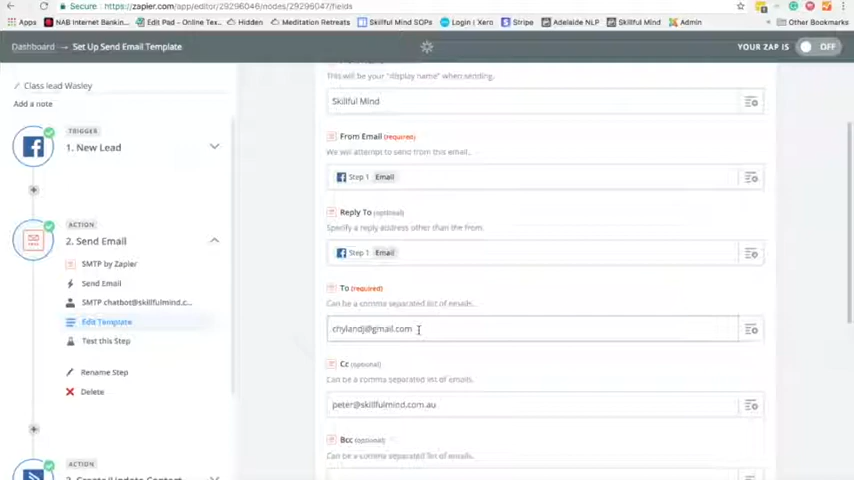 Secure https://zapier.com/app/editor/29296046/nodes/29296047/fields
Apps NAB Internet Bankin... Edit Pad - Online Tex... Hidden Meditation Retreats Skillful Mind SOPs Login | Xero Stripe Adelaide NLP Skillful Mind Admin Other Bookmarks
Dashboard Set Up Send Email Template YOUR ZAP IS OFF
Class lead Wasley
Add a note
This will be your "display name" when sending.
Skillful Mind
TRIGGER
1. New Lead
From Email (required)
We will attempt to send from this email.
Step 1 Email
Reply To (optional)
Specify a reply address other than the from.
Step 1 Email
ACTION
2. Send Email
SMTP by Zapier
Send Email
SMTP chatbot@skillfulmind.c...
Edit Template
Test this Step
Rename Step
Delete
To (required)
Can be a comma separated list of emails.
chylandj@gmail.com
Cc (optional)
Can be a comma separated list of emails.
peter@skillfulmind.com.au
Bcc (optional)
Can be a comma separated list of emails.
ACTION